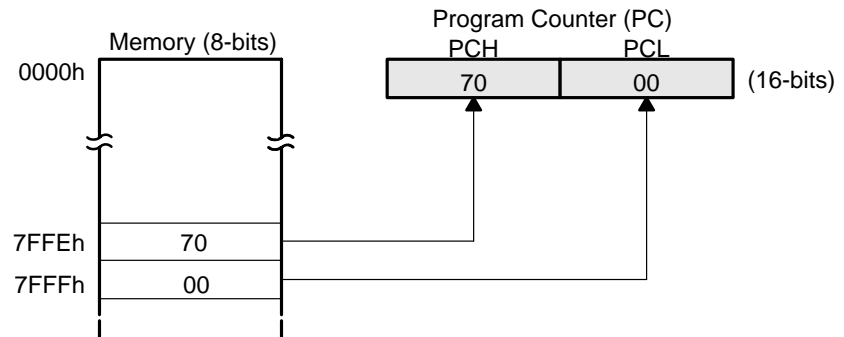 Program Counter (PC)
Memory (8-bits) PCH PCL
0000h 70 00 (16-bits)
7FFEh 70
7FFFh 00